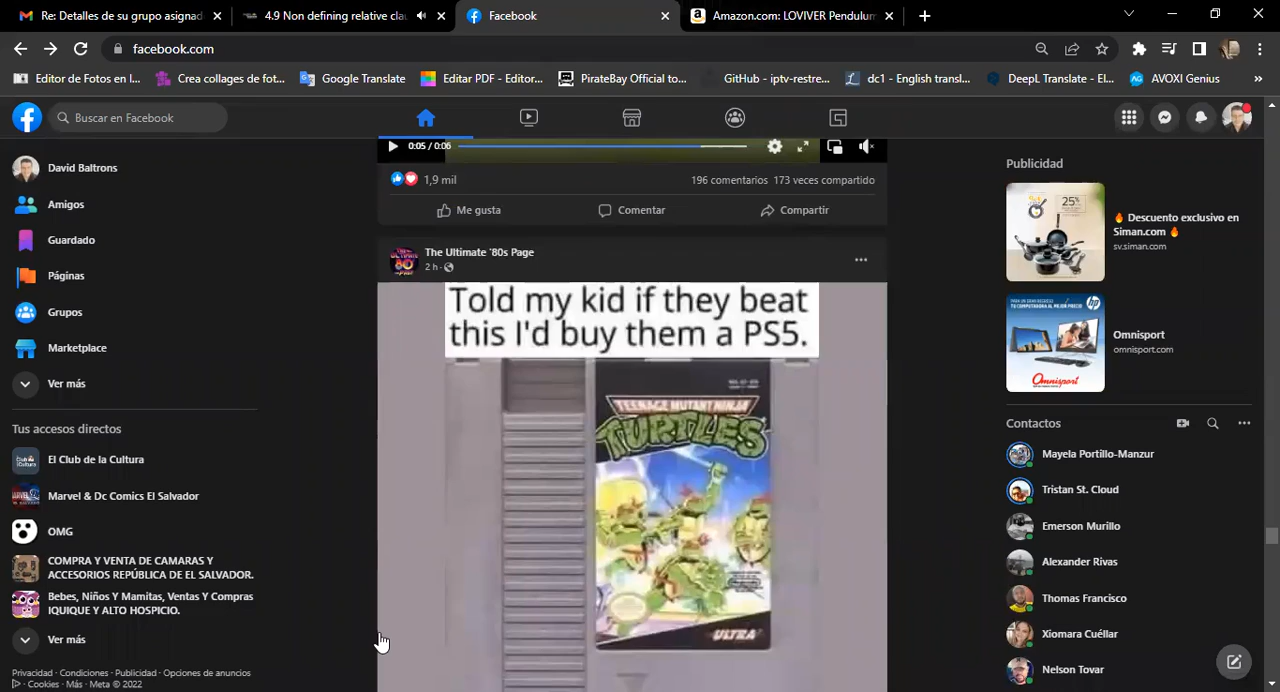 Re: Detalles de su grupo asignad
4.9 Non defining relative clau
Facebook
Amazon.com: LOVIVER Pendulum
facebook.com
Editor de Fotos en l...
Crea collages de fot...
Google Translate
Editar PDF - Editor...
PirateBay Official to...
GitHub - iptv-restre...
dc1 - English transl...
DeepL Translate - El...
AVOXI Genius
Buscar en Facebook
David Baltrons
Amigos
Guardado
Páginas
Grupos
Marketplace
Ver más
Tus accesos directos
El Club de la Cultura
Marvel & Dc Comics El Salvador
OMG
COMPRA Y VENTA DE CAMARAS Y
ACCESORIOS REPÚBLICA DE EL SALVADOR.
Bebes, Niños Y Mamitas, Ventas Y Compras
IQUIQUE Y ALTO HOSPICIO.
Ver más
Privacidad · Condiciones · Publicidad · Opciones de anuncios
· Cookies · Más · Meta © 2022
0:05 / 0:06
1,9 mil
196 comentarios 173 veces compartido
Me gusta
Comentar
Compartir
The Ultimate '80s Page
2 h ·
Told my kid if they beat
this I'd buy them a PS5.
TEENAGE MUTANT NINJA
TURTLES
ULTRA
Publicidad
25%
Descuento exclusivo en
Siman.com
sv.siman.com
hp
Omnisport
Omnisport
omnisport.com
Contactos
Mayela Portillo-Manzur
Tristan St. Cloud
Emerson Murillo
Alexander Rivas
Thomas Francisco
Xiomara Cuéllar
Nelson Tovar